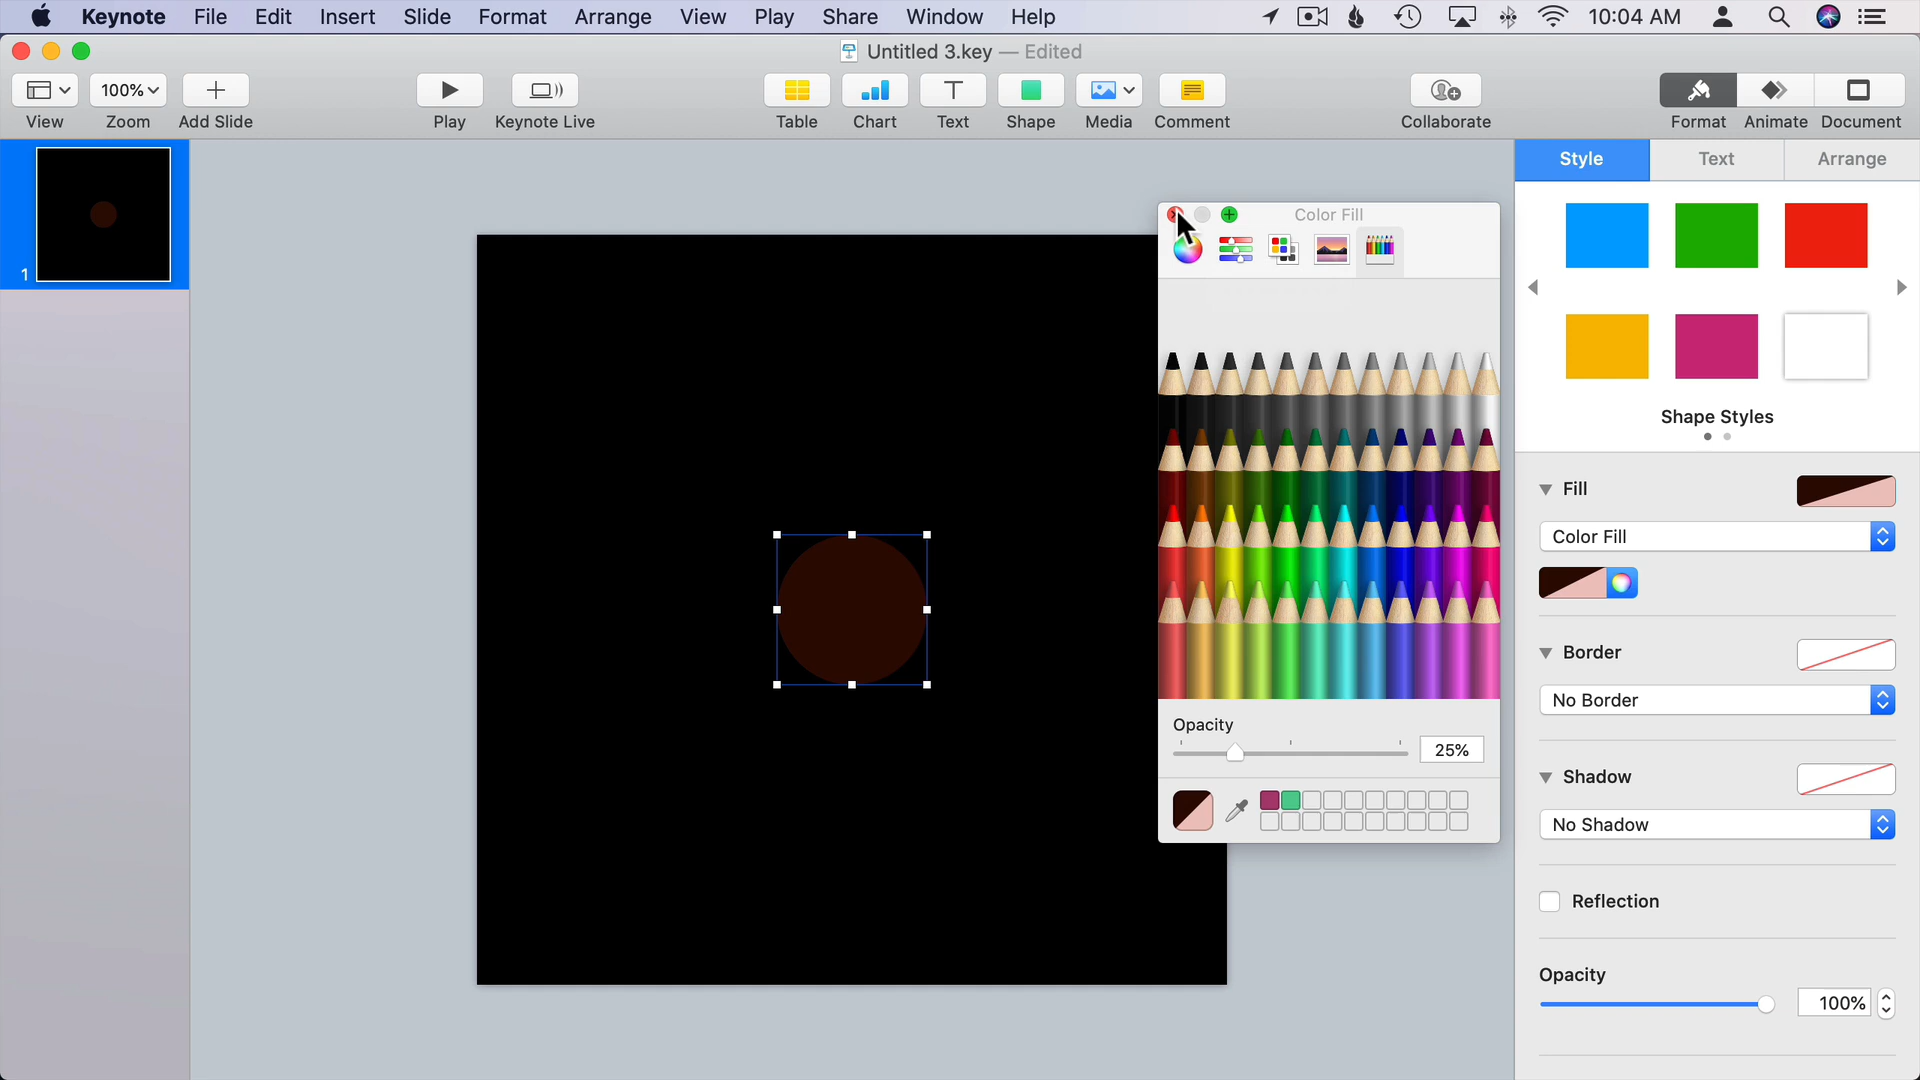 Keynote File Edit Insert Slide Format Arrange View Play Share Window Help 10:04 AM
Untitled 3.key — Edited
100%
View Zoom Add Slide Play Keynote Live Table Chart Text Shape Media Comment Collaborate Format Animate Document
Style Text Arrange
1
Color Fill
Shape Styles
Fill
Color Fill
Border
No Border
Opacity
25%
Shadow
No Shadow
Reflection
Opacity
100%